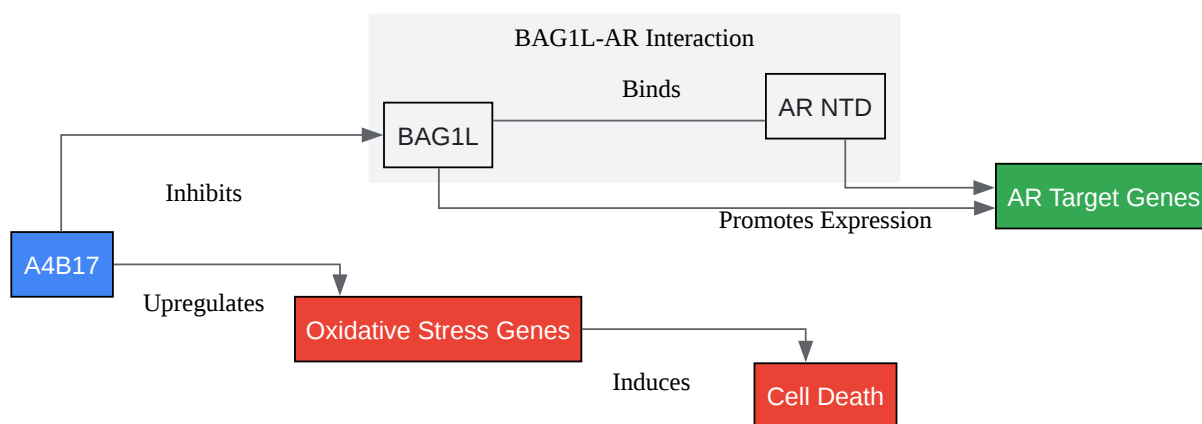 BAG1L-AR Interaction
Binds
AR NTD
BAG1L
Inhibits
AR Target Genes
Promotes Expression
A4B17
Upregulates
Oxidative Stress Genes
Induces
Cell Death